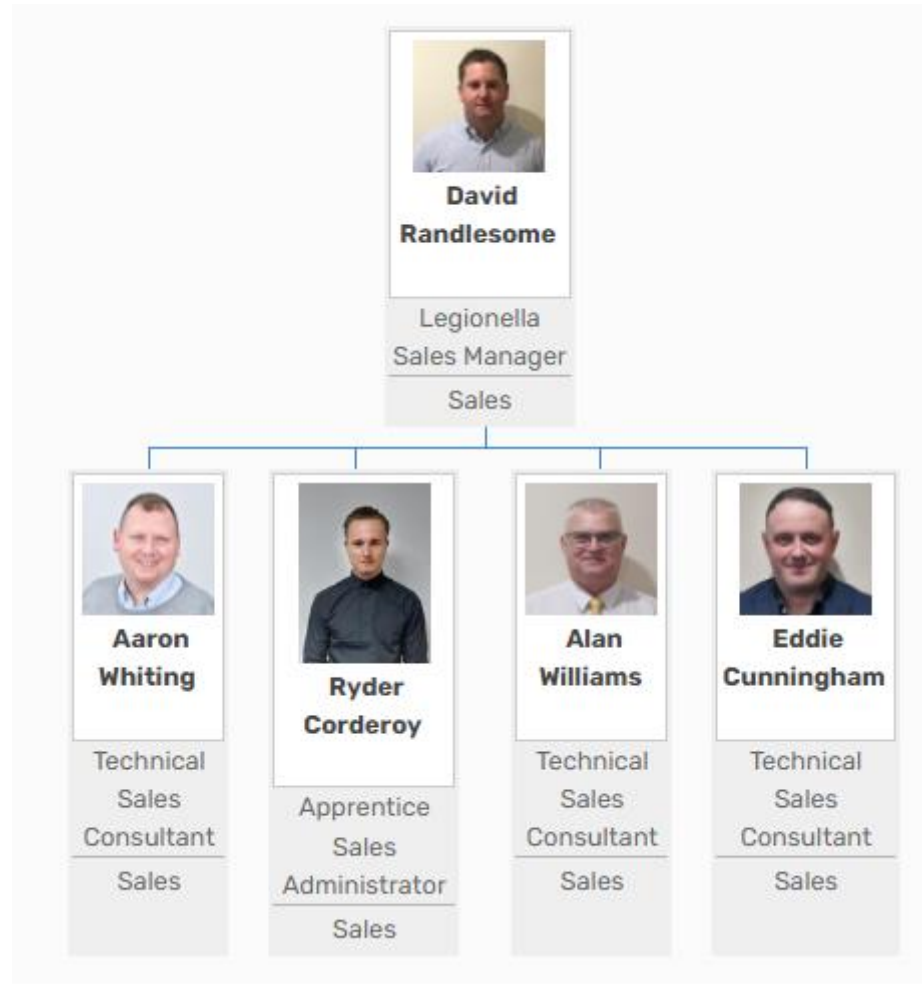 David
Randlesome
Legionella
Sales Manager
Sales
Aaron
Whiting
Technical
Sales
Consultant
Sales
Ryder
Corderoy
Apprentice
Sales
Administrator
Sales
Alan
Williams
Technical
Sales
Consultant
Sales
Eddie
Cunningham
Technical
Sales
Consultant
Sales